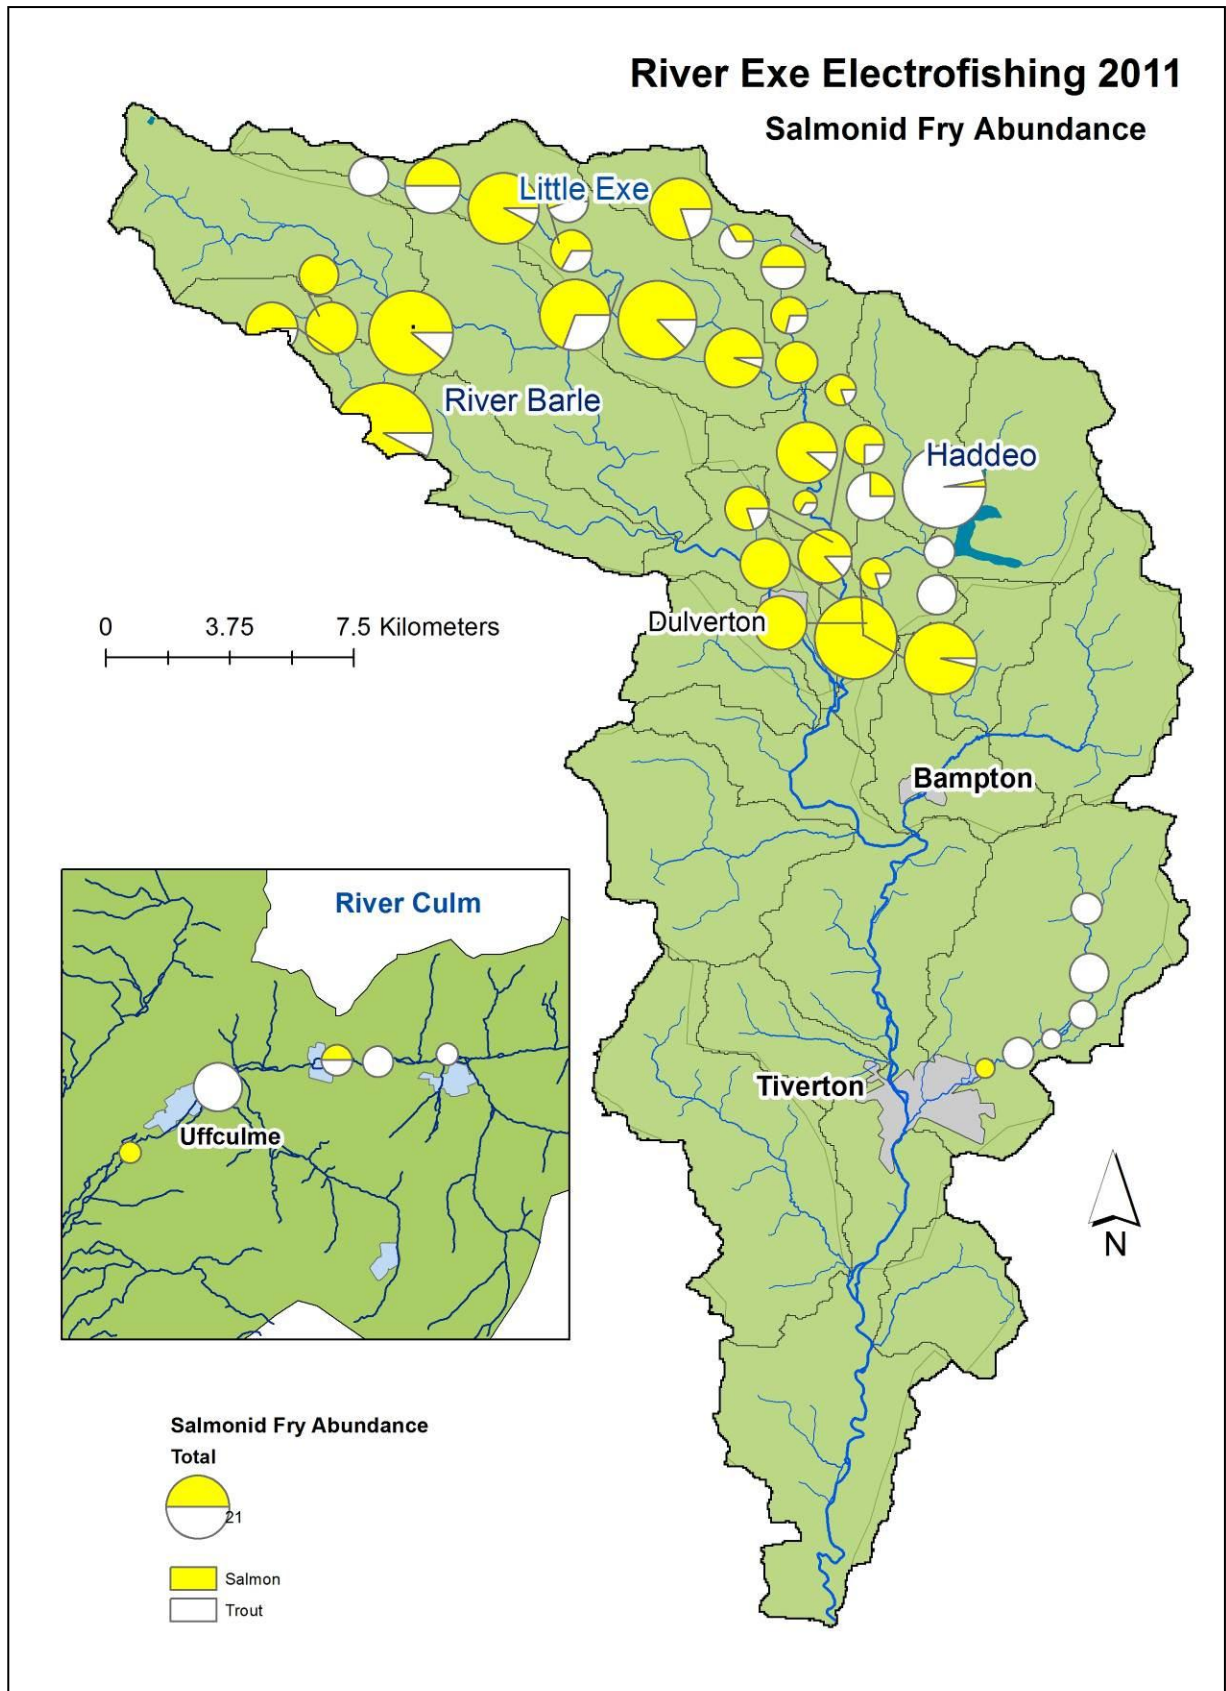 River Exe Electrofishing 2011
Salmonid Fry Abundance
Little Exe
River Barle
Haddeo
0 3.75 7.5 Kilometers
Dulverton
Bampton
River Culm
Tiverton
Uffculme
N
Salmonid Fry Abundance
Total
21
Salmon
Trout